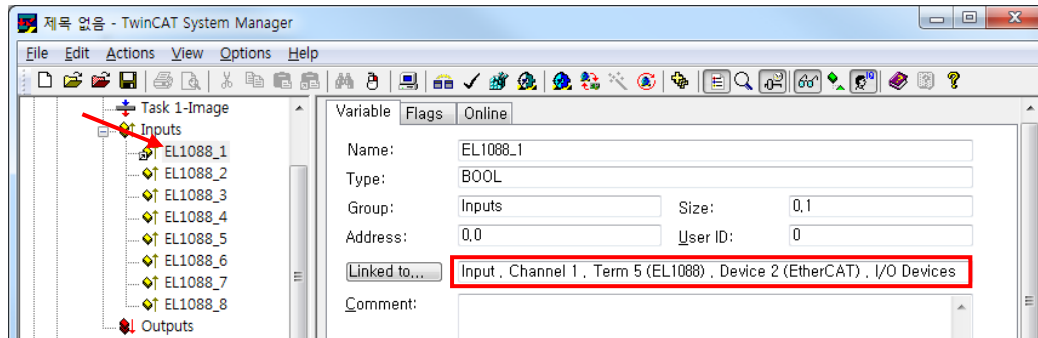 제목 없음 - TwinCAT System Manager
File Edit Actions View Options Help
Task 1-Image
Inputs
EL1088_1
EL1088_2
EL1088_3
EL1088_4
EL1088_5
EL1088_6
EL1088_7
EL1088_8
Outputs
Variable Flags Online
Name: EL1088_1
Type: BOOL
Group: Inputs Size: 0,1
Address: 0,0 User ID: 0
Linked to,,, Input , Channel 1 , Term 5 (EL1088) , Device 2 (EtherCAT) , I/O Devices
Comment: